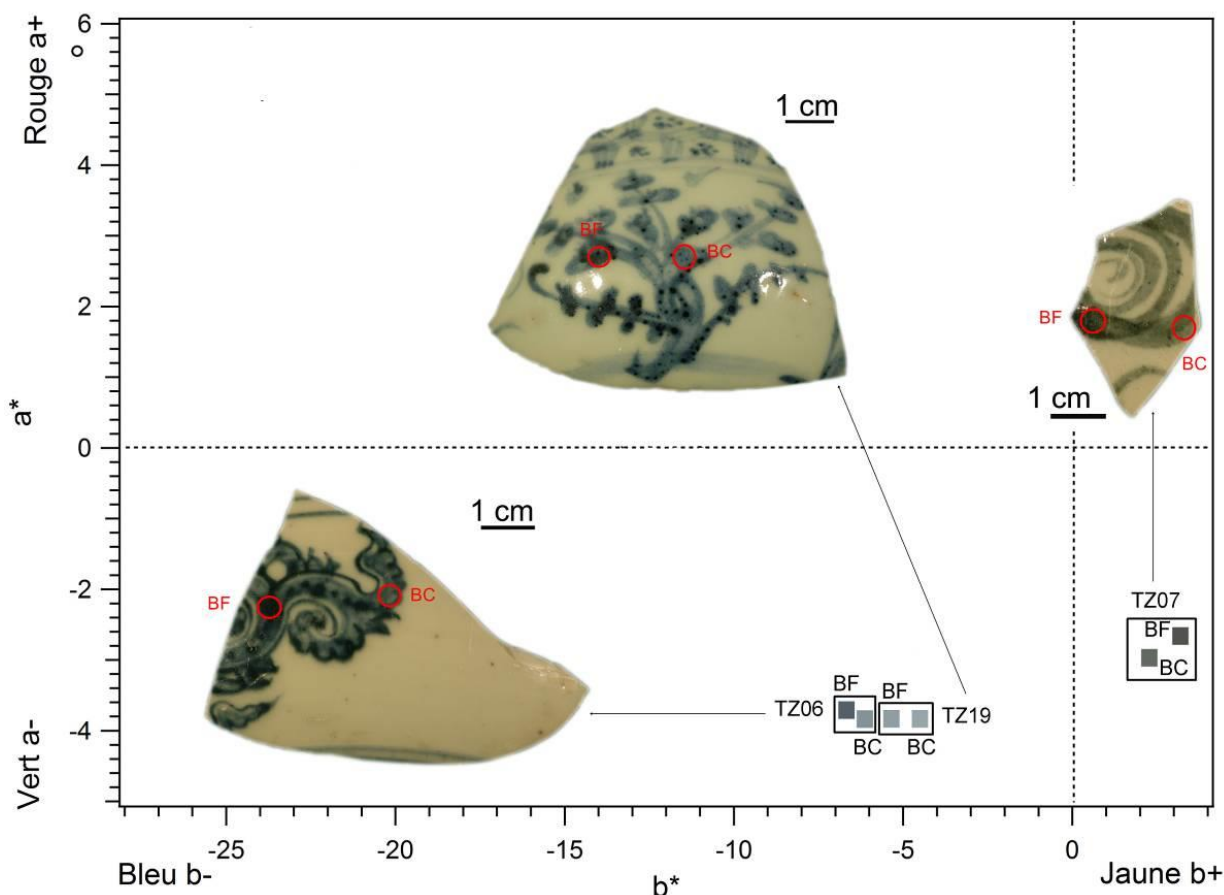 Rouge a+
a*
Vert a-
6
4
2
0
-2
-4
1 cm
BF
BC
BF
BC
1 cm
1 cm
BF
BC
TZ07
BF
BC
TZ06
BF
BC
BF
BC
TZ19
-25
-20
-15
-10
-5
0
Bleu b-
b*
Jaune b+